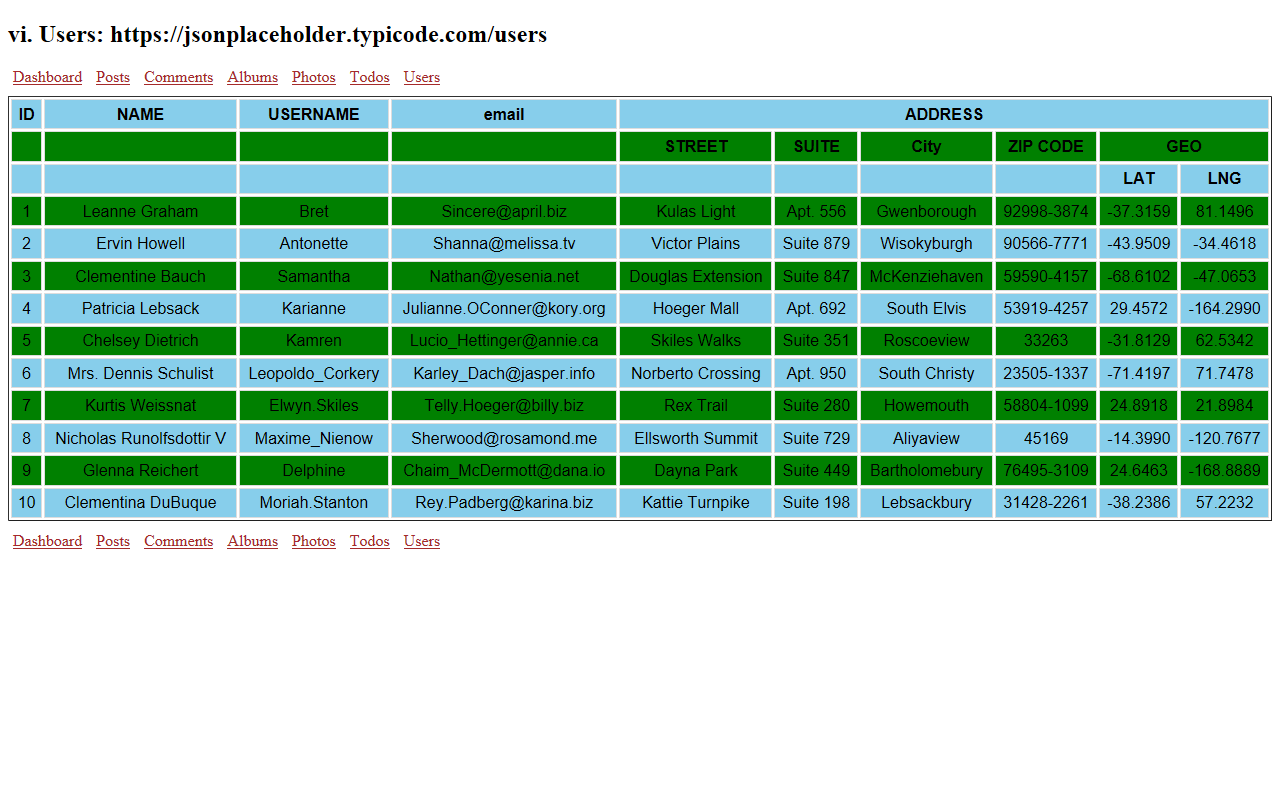 vi. Users: https://jsonplaceholder.typicode.com/users
Dashboard Posts Comments Albums Photos Todos Users
ID NAME USERNAME email ADDRESS
STREET SUITE City ZIP CODE GEO
LAT LNG
1 Leanne Graham Bret Sincere@april.biz Kulas Light Apt. 556 Gwenborough 92998-3874 -37.3159 81.1496
2 Ervin Howell Antonette Shanna@melissa.tv Victor Plains Suite 879 Wisokyburgh 90566-7771 -43.9509 -34.4618
3 Clementine Bauch Samantha Nathan@yesenia.net Douglas Extension Suite 847 McKenziehaven 59590-4157 -68.6102 -47.0653
4 Patricia Lebsack Karianne Julianne.OConner@kory.org Hoeger Mall Apt. 692 South Elvis 53919-4257 29.4572 -164.2990
5 Chelsey Dietrich Kamren Lucio_Hettinger@annie.ca Skiles Walks Suite 351 Roscoeview 33263 -31.8129 62.5342
6 Mrs. Dennis Schulist Leopoldo_Corkery Karley_Dach@jasper.info Norberto Crossing Apt. 950 South Christy 23505-1337 -71.4197 71.7478
7 Kurtis Weissnat Elwyn.Skiles Telly.Hoeger@billy.biz Rex Trail Suite 280 Howemouth 58804-1099 24.8918 21.8984
8 Nicholas Runolfsdottir V Maxime_Nienow Sherwood@rosamond.me Ellsworth Summit Suite 729 Aliyaview 45169 -14.3990 -120.7677
9 Glenna Reichert Delphine Chaim_McDermott@dana.io Dayna Park Suite 449 Bartholomebury 76495-3109 24.6463 -168.8889
10 Clementina DuBuque Moriah.Stanton Rey.Padberg@karina.biz Kattie Turnpike Suite 198 Lebsackbury 31428-2261 -38.2386 57.2232
Dashboard Posts Comments Albums Photos Todos Users